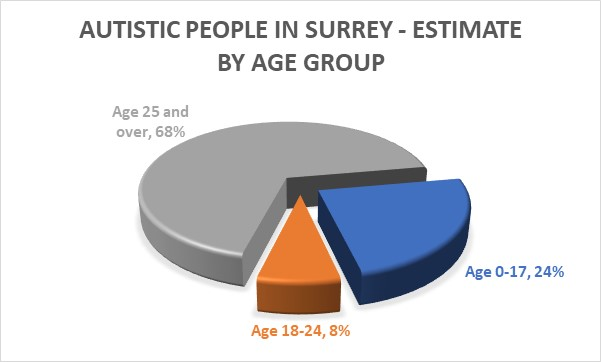 AUTISTIC PEOPLE IN SURREY - ESTIMATE
BY AGE GROUP
Age 25 and
over, 68%
Age 0-17, 24%
Age 18-24, 8%